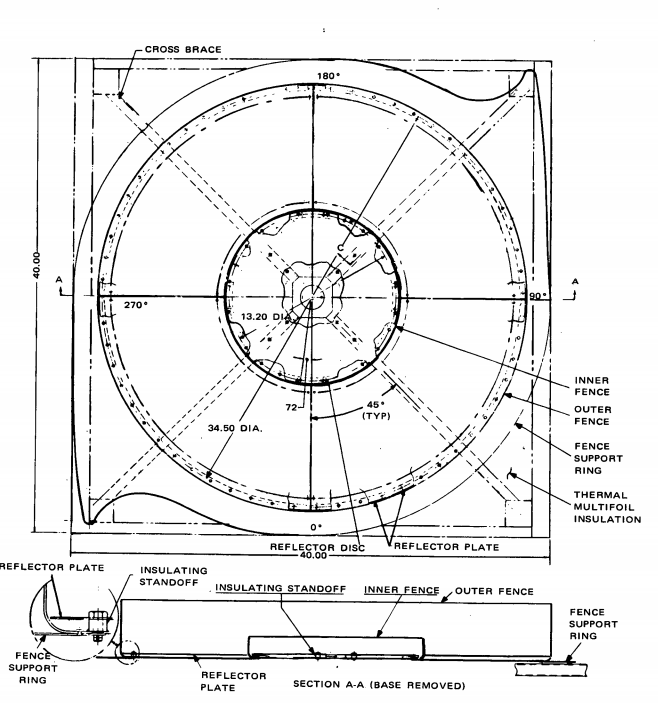 CROSS BRACE
180°
40.00
C
A
A
270°
90°
13.20 DIA.
INNER
FENCE
72
45°
(TYP)
OUTER
FENCE
34.50 DIA.
FENCE
SUPPORT
RING
THERMAL
MULTIFOIL
INSULATION
0°
REFLECTOR DISC
REFLECTOR PLATE
40.00
REFLECTOR PLATE
INSULATING
STANDOFF
INSULATING STANDOFF
INNER FENCE
OUTER FENCE
FENCE
SUPPORT
RING
FENCE
SUPPORT
RING
REFLECTOR
PLATE
SECTION A-A (BASE REMOVED)